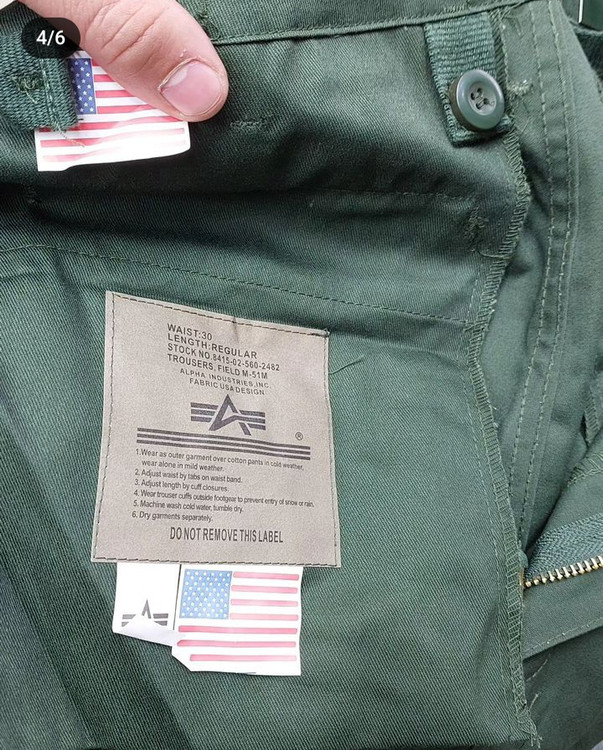 4/6
WAIST:30
LENGTH:REGULAR
STOCK NO.8415-02-560-2482
TROUSERS, FIELD M-51M
ALPHA INDUSTRIES,INC.
FABRIC USA DESIGN
®
1.Wear as outer garment over cotton pants in cold weather,
wear alone in mild weather.
2. Adjust waist by tabs on waist band.
3. Adjust length by cuff closures.
4. Wear trouser cuffs outside footgear to prevent entry of snow or rain.
5. Machine wash cold water, tumble dry.
6. Dry garments separately.
DO NOT REMOVE THIS LABEL